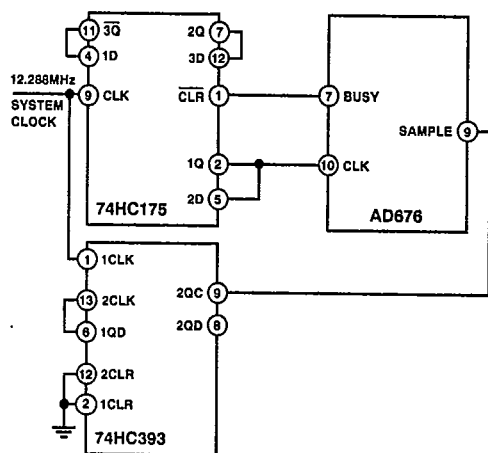 11 3Q 2Q 7
4 1D 3D 12
12.288MHz
SYSTEM
CLOCK
9 CLK CLR 1
7 BUSY
SAMPLE 9
1Q 2
10 CLK
2D 5
74HC175
AD676
1 1CLK
13 2CLK 2QC 9
6 1QD 2QD 8
12 2CLR
2 1CLR
74HC393